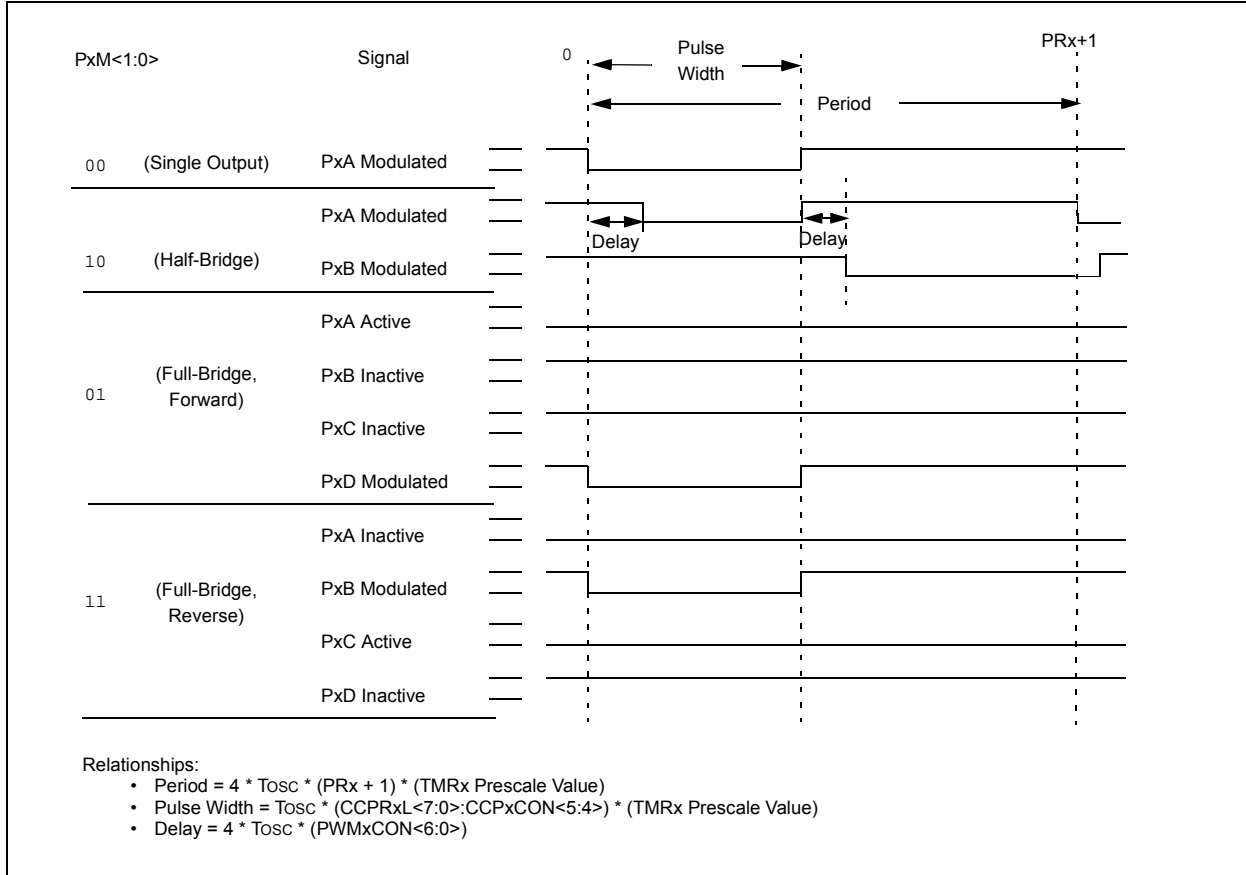 PxM<1:0>
Signal
0
Pulse
Width
PRx+1
Period
00
(Single Output)
PxA Modulated
PxA Modulated
Delay
Delay
10
(Half-Bridge)
PxB Modulated
PxA Active
01
(Full-Bridge,
Forward)
PxB Inactive
PxC Inactive
PxD Modulated
PxA Inactive
11
(Full-Bridge,
Reverse)
PxB Modulated
PxC Active
PxD Inactive
Relationships:
• Period = 4 * Tosc * (PRx + 1) * (TMRx Prescale Value)
• Pulse Width = Tosc * (CCPRxL<7:0>:CCPxCON<5:4>) * (TMRx Prescale Value)
• Delay = 4 * Tosc * (PWMxCON<6:0>)